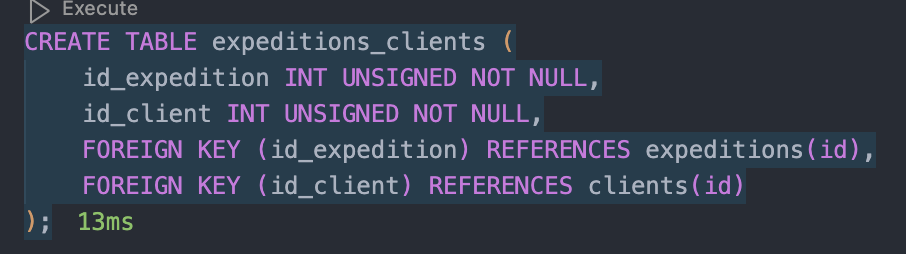 Execute
CREATE TABLE expeditions_clients (
    id_expedition INT UNSIGNED NOT NULL,
    id_client INT UNSIGNED NOT NULL,
    FOREIGN KEY (id_expedition) REFERENCES expeditions(id),
    FOREIGN KEY (id_client) REFERENCES clients(id)
); 13ms